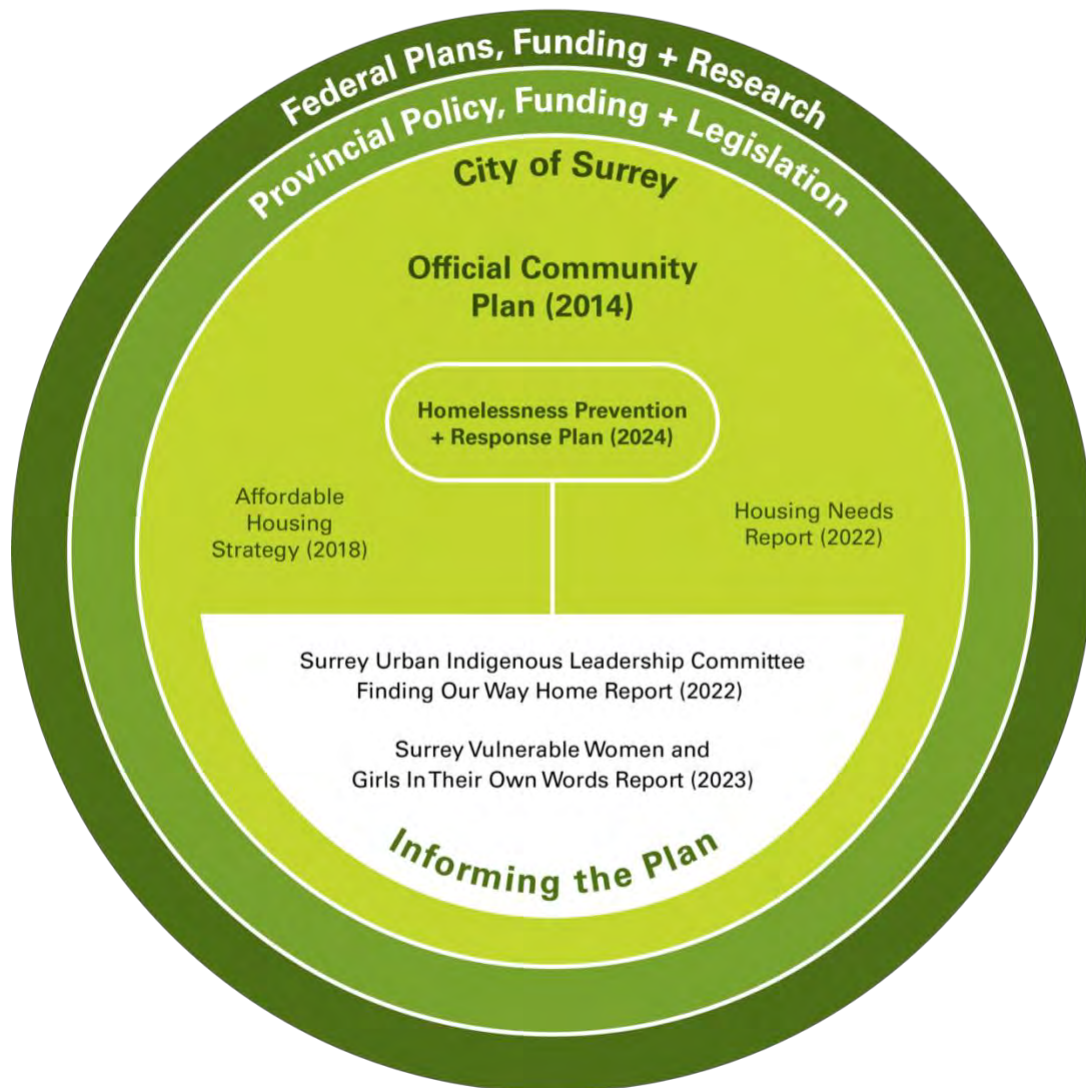 Federal Plans, Funding + Research
Provincial Policy, Funding + Legislation
City of Surrey
Official Community
Plan (2014)
Homelessness Prevention
+ Response Plan (2024)
Affordable
Housing
Strategy (2018)
Housing Needs
Report (2022)
Surrey Urban Indigenous Leadership Committee
Finding Our Way Home Report (2022)
Surrey Vulnerable Women and
Girls In Their Own Words Report (2023)
Informing the Plan